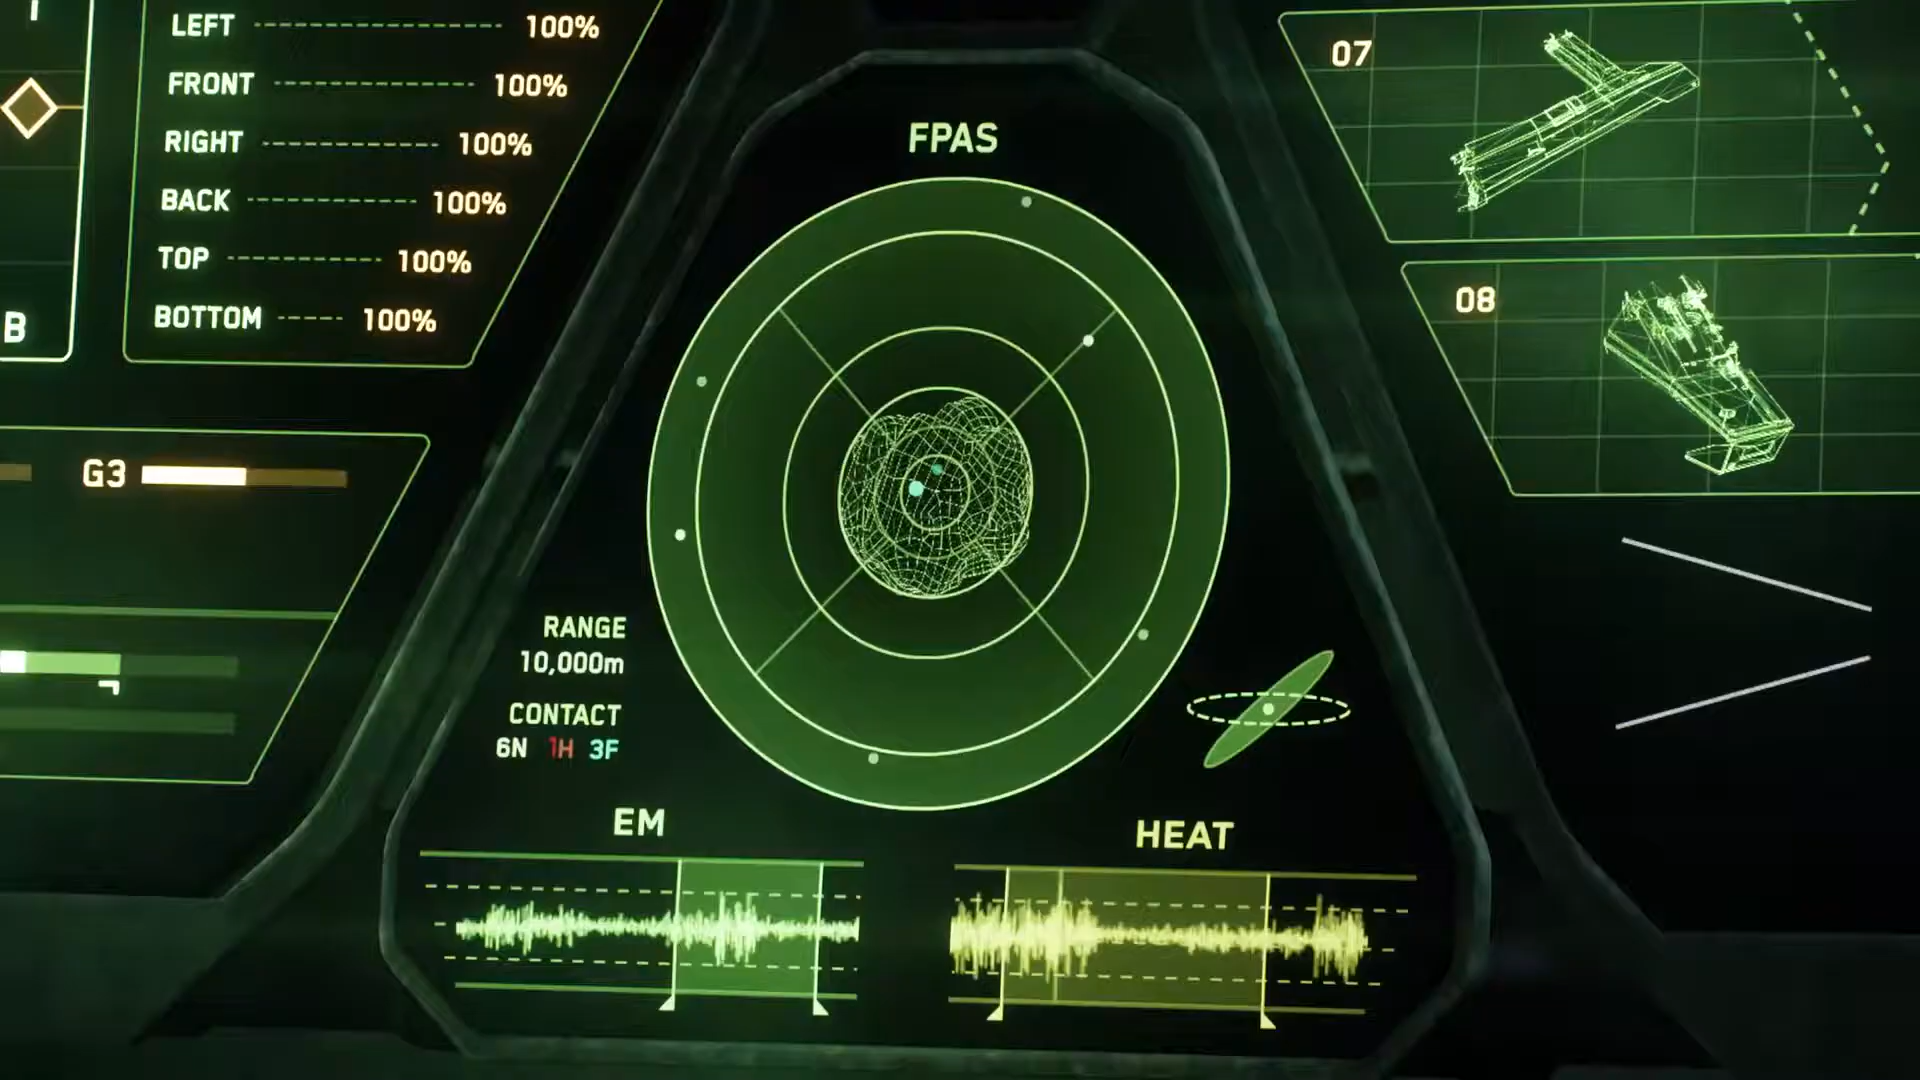 LEFT 100%
FRONT 100%
RIGHT 100%
BACK 100%
TOP 100%
BOTTOM 100%
B
G3
FPAS
RANGE
10,000m
CONTACT
6N 1H 3F
EM
HEAT
07
08